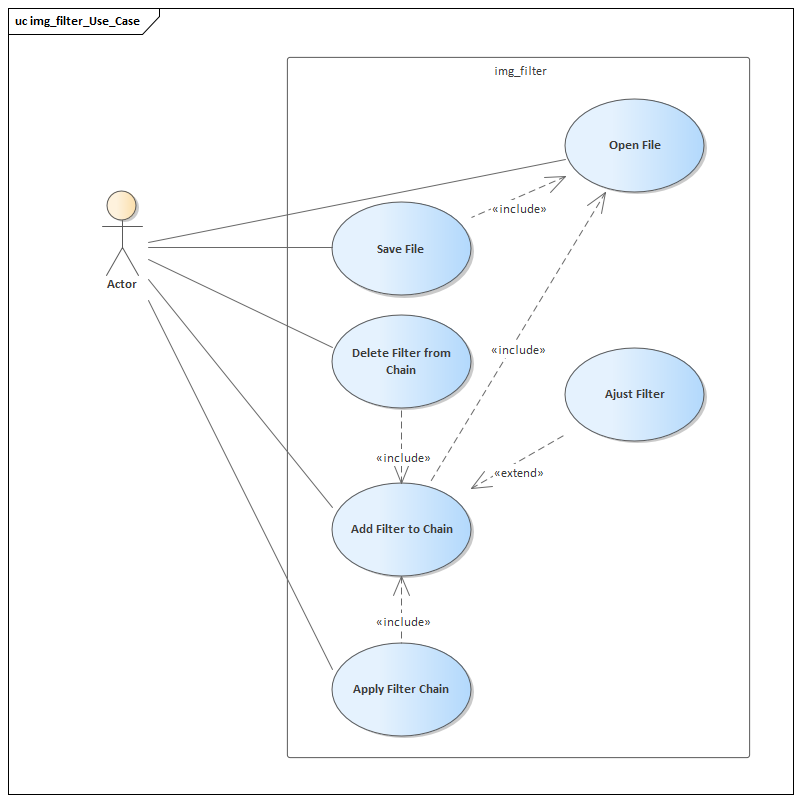 uc img_filter_Use_Case
img_filter
Open File
«include»
Save File
Actor
«include»
Delete Filter from
Chain
Ajust Filter
«include»
«extend»
Add Filter to Chain
«include»
Apply Filter Chain